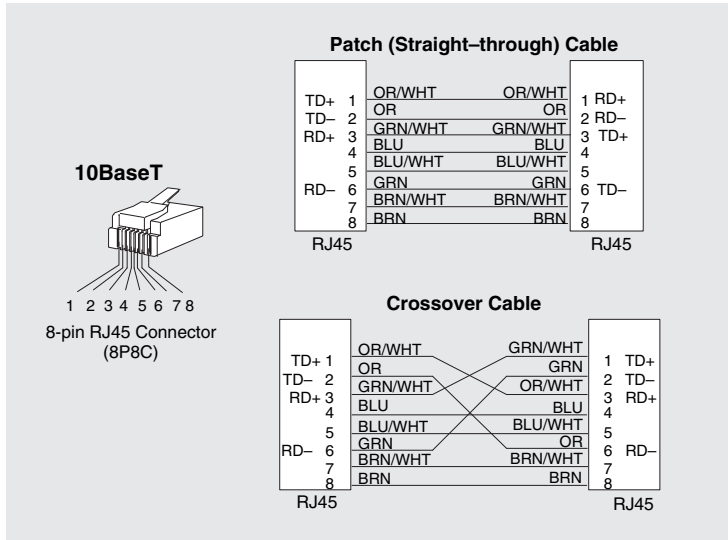 Patch (Straight–through) Cable
TD+ 1 OR/WHT OR/WHT 1 RD+
TD– 2 OR OR 2 RD–
RD+ 3 GRN/WHT GRN/WHT 3 TD+
4 BLU BLU 4
5 BLU/WHT BLU/WHT 5
RD– 6 GRN GRN 6 TD–
7 BRN/WHT BRN/WHT 7
8 BRN BRN 8
RJ45 RJ45
10BaseT
1 2 3 4 5 6 7 8
8-pin RJ45 Connector
(8P8C)
Crossover Cable
TD+ 1 OR/WHT GRN/WHT 1 TD+
TD– 2 OR GRN 2 TD–
RD+ 3 GRN/WHT OR/WHT 3 RD+
4 BLU BLU 4
5 BLU/WHT BLU/WHT 5
RD– 6 GRN OR 6 RD–
7 BRN/WHT BRN/WHT 7
8 BRN BRN 8
RJ45 RJ45